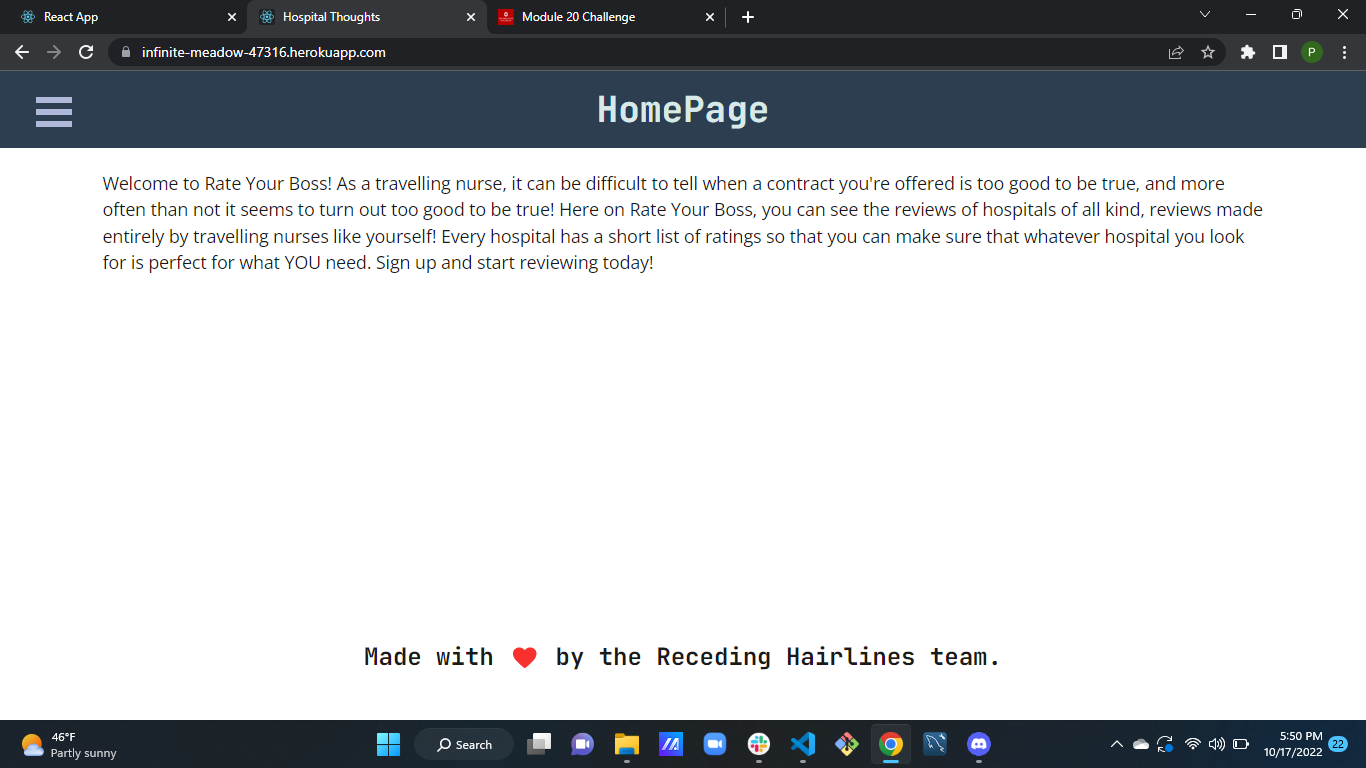 React App
Hospital Thoughts
Module 20 Challenge
infinite-meadow-47316.herokuapp.com
P
HomePage
Welcome to Rate Your Boss! As a travelling nurse, it can be difficult to tell when a contract you're offered is too good to be true, and more
often than not it seems to turn out too good to be true! Here on Rate Your Boss, you can see the reviews of hospitals of all kind, reviews made
entirely by travelling nurses like yourself! Every hospital has a short list of ratings so that you can make sure that whatever hospital you look
for is perfect for what YOU need. Sign up and start reviewing today!
Made with ❤ by the Receding Hairlines team.
46°F
Partly sunny
Search
5:50 PM
10/17/2022
22